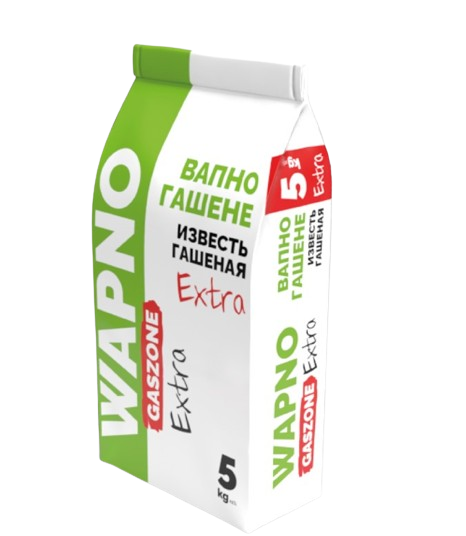 WAPNO
GASZONE
Extra
ВАПНО
ГАШЕНЕ
ИЗВЕСТЬ
ГАШЕНАЯ
Extra
5
kg
5
Extra
ВАПНО
ГАШЕНЕ
ИЗВЕСТЬ
ГАШЕНАЯ
WAPNO
GASZONE
Extra